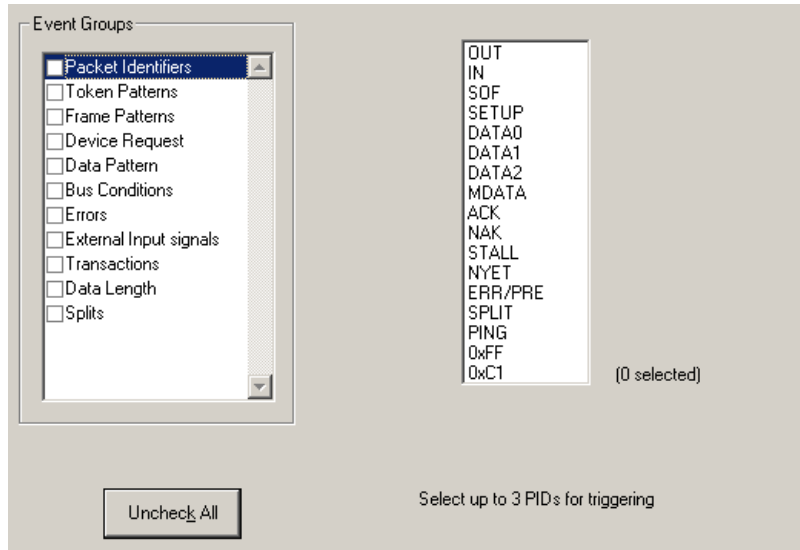 Event Groups
Packet Identifiers
Token Patterns
Frame Patterns
Device Request
Data Pattern
Bus Conditions
Errors
External Input signals
Transactions
Data Length
Splits
OUT
IN
SOF
SETUP
DATA0
DATA1
DATA2
MDATA
ACK
NAK
STALL
NYET
ERR/PRE
SPLIT
PING
0xFF
0xC1
(0 selected)
Uncheck All
Select up to 3 PIDs for triggering